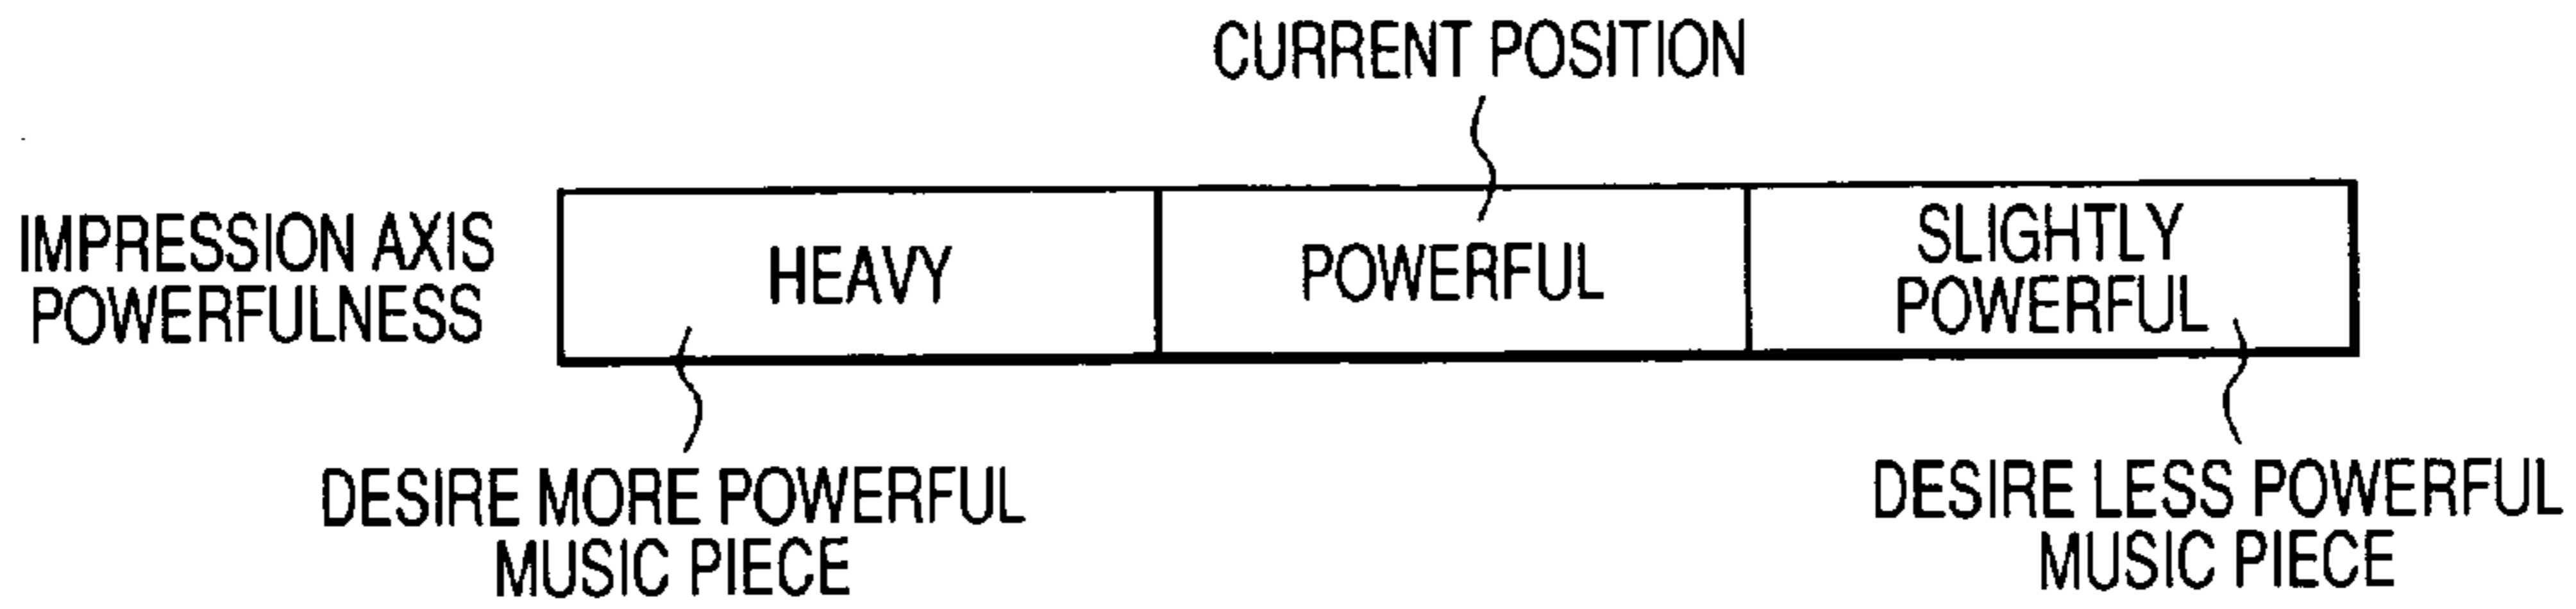 CURRENT POSITION
IMPRESSION AXIS
POWERFULNESS
HEAVY
POWERFUL
SLIGHTLY
POWERFUL
DESIRE MORE POWERFUL
MUSIC PIECE
DESIRE LESS POWERFUL
MUSIC PIECE